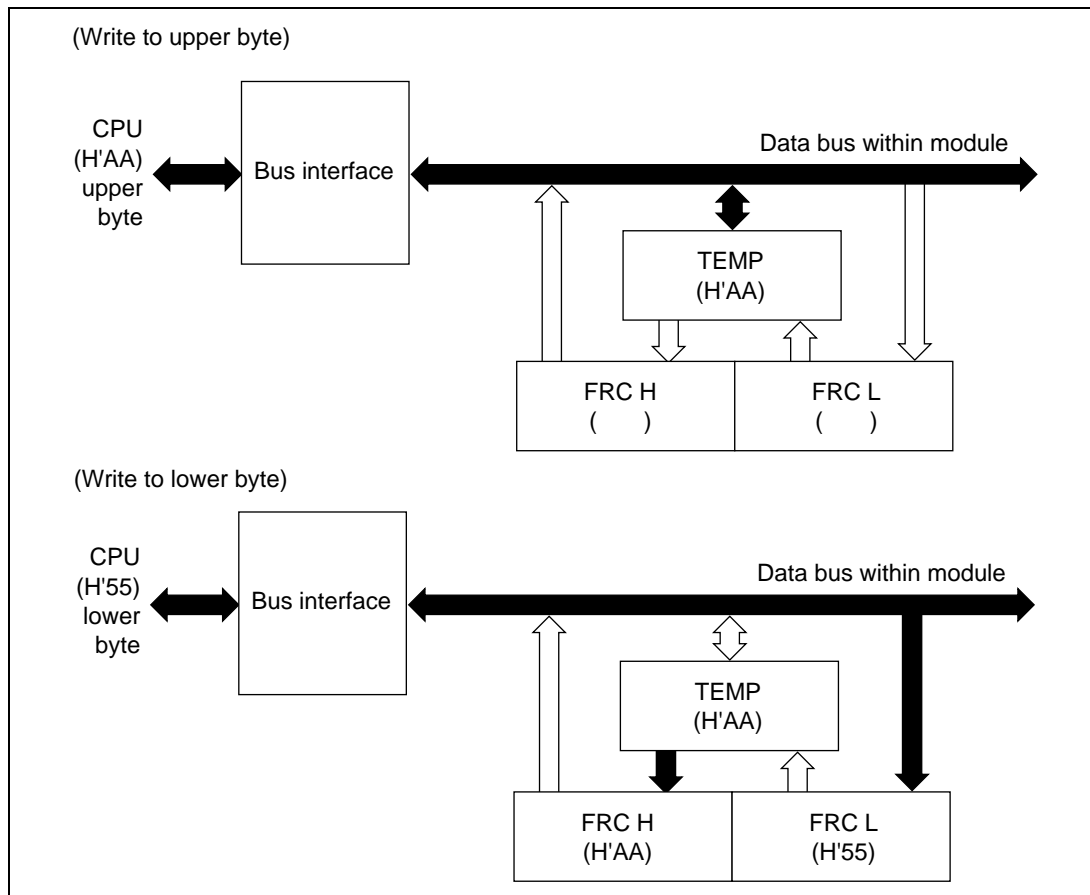 (Write to upper byte)
CPU
(H'AA)
upper
byte
Bus interface
Data bus within module
TEMP
(H'AA)
FRC H
(     )
FRC L
(     )
(Write to lower byte)
CPU
(H'55)
lower
byte
Bus interface
Data bus within module
TEMP
(H'AA)
FRC H
(H'AA)
FRC L
(H'55)